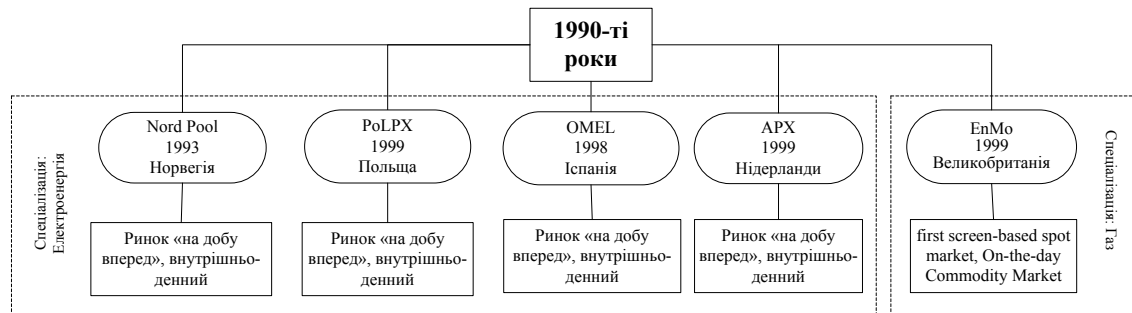 1990-ті
роки
Спеціалізація:
Електроенергія
Nord Pool
1993
Норвегія
PoLPX
1999
Польща
OMEL
1998
Іспанія
APX
1999
Нідерланди
EnMo
1999
Великобританія
Спеціалізація: Газ
Ринок «на добу
вперед», внутрішньо-
денний
Ринок «на добу
вперед», внутрішньо-
денний
Ринок «на добу
вперед», внутрішньо-
денний
Ринок «на добу
вперед», внутрішньо-
денний
first screen-based spot
market, On-the-day
Commodity Market